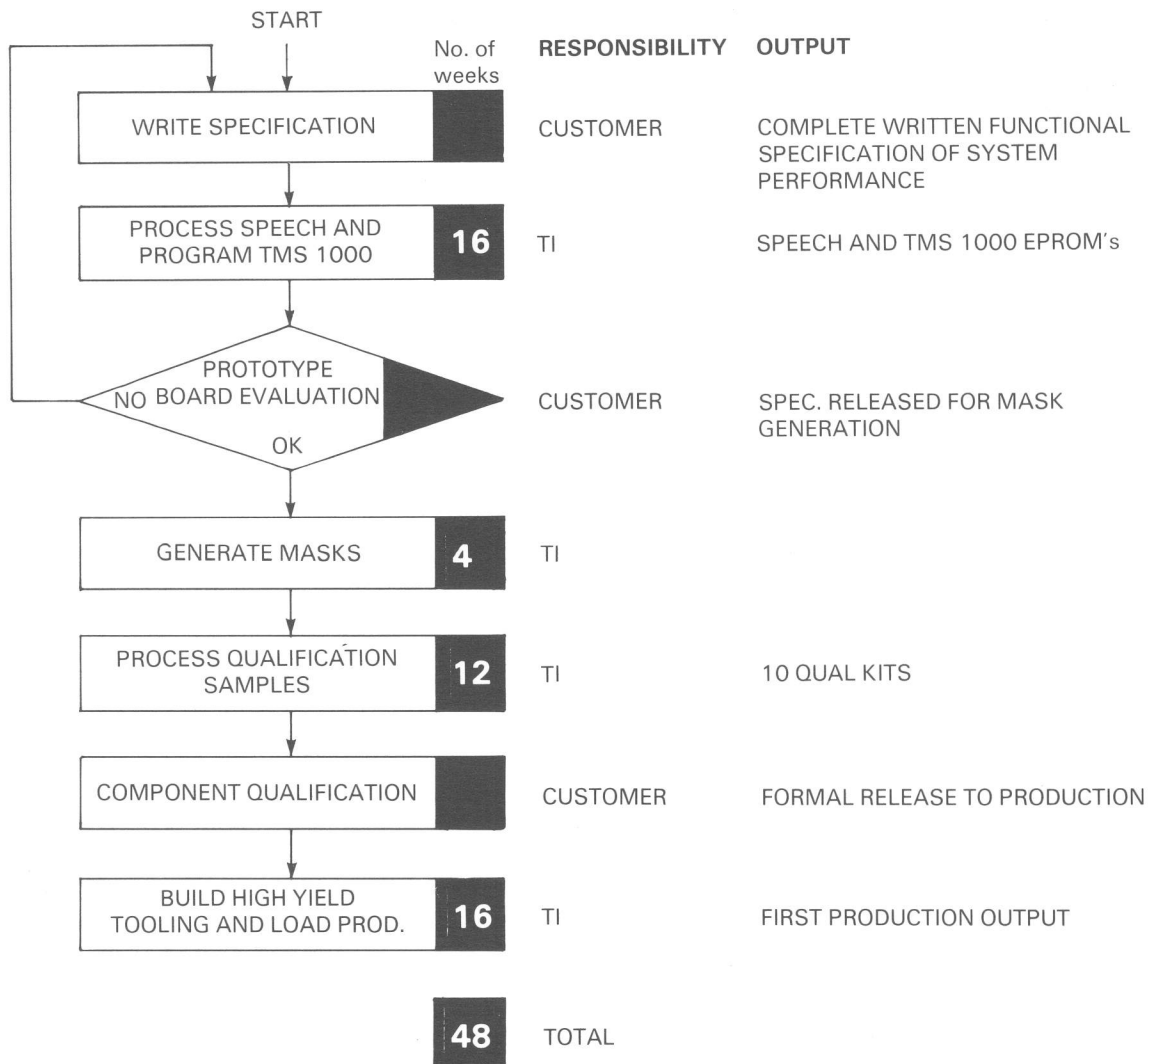 START
No. of
weeks
RESPONSIBILITY
OUTPUT
WRITE SPECIFICATION
CUSTOMER
COMPLETE WRITTEN FUNCTIONAL
SPECIFICATION OF SYSTEM
PERFORMANCE
PROCESS SPEECH AND
PROGRAM TMS 1000
16
TI
SPEECH AND TMS 1000 EPROM's
PROTOTYPE
BOARD EVALUATION
NO
OK
CUSTOMER
SPEC. RELEASED FOR MASK
GENERATION
GENERATE MASKS
4
TI
PROCESS QUALIFICATION
SAMPLES
12
TI
10 QUAL KITS
COMPONENT QUALIFICATION
CUSTOMER
FORMAL RELEASE TO PRODUCTION
BUILD HIGH YIELD
TOOLING AND LOAD PROD.
16
TI
FIRST PRODUCTION OUTPUT
48
TOTAL